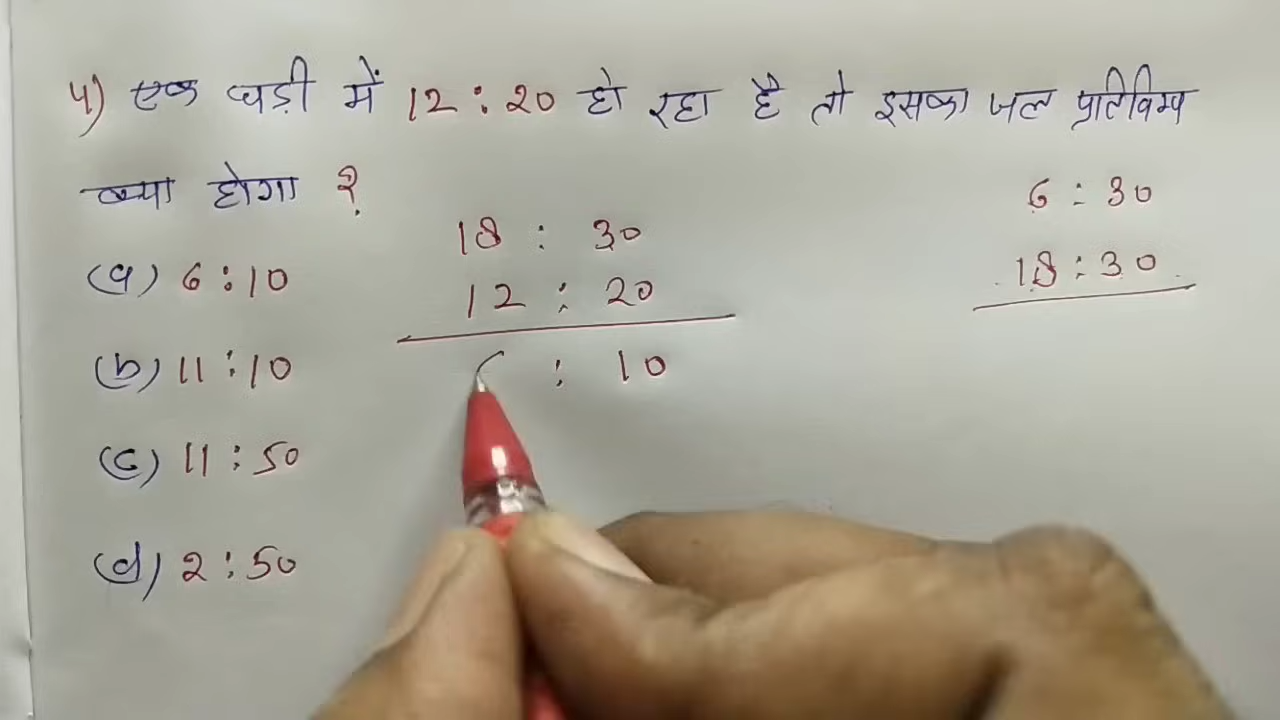 ५) एक घड़ी में 12:20 हो रहा है तो इसका जल प्रतिविम्ब
क्या होगा ?
(a) 6:10
(b) 11:10
(c) 11:50
(d) 2:50
18 : 30
12 : 20
6 : 10
6 : 30
18 : 30